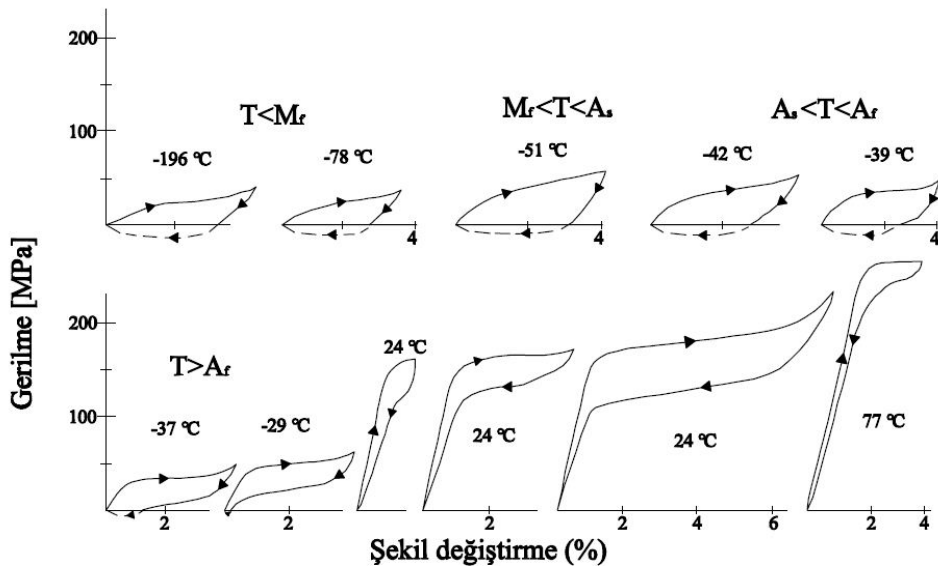 200
100
T<Mf
Mf<T<As
As<T<Af
-196 °C
-78 °C
-51 °C
-42 °C
-39 °C
4
4
4
Gerilme [MPa]
200
100
T>Af
-37 °C
-29 °C
24 °C
24 °C
24 °C
77 °C
2
2
2
2
4
6
2
4
Şekil değiştirme (%)